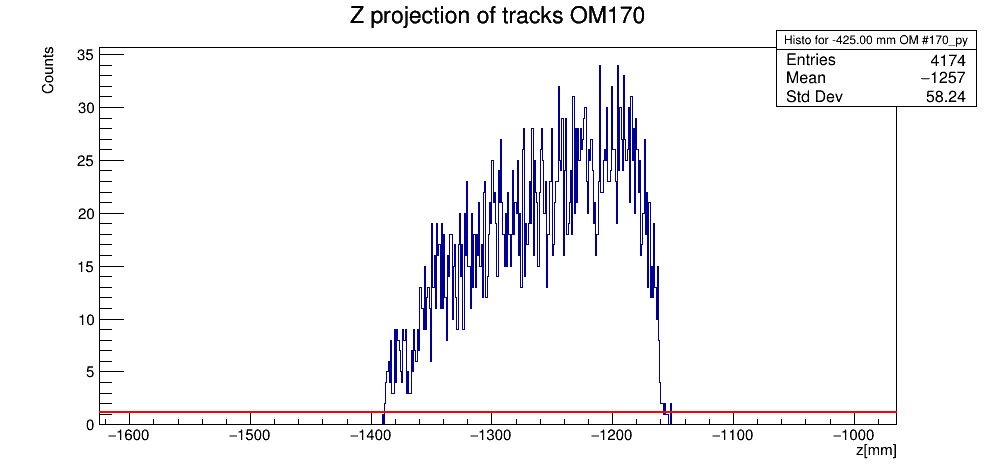 Z projection of tracks OM170
Histo for -425.00 mm OM #170_py
Entries 4174
Mean −1257
Std Dev 58.24
Counts
35
30
25
20
15
10
5
0
−1600 −1500 −1400 −1300 −1200 −1100 −1000
z[mm]